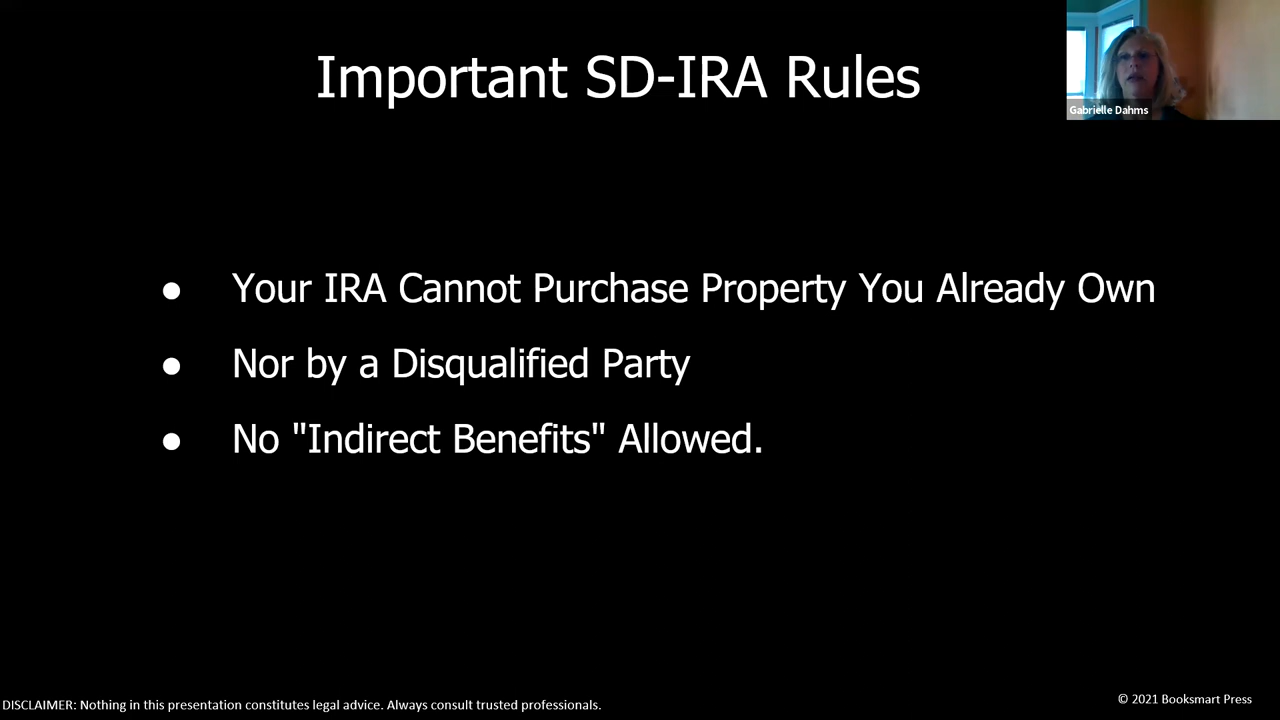 Important SD-IRA Rules
Gabrielle Dahms
● Your IRA Cannot Purchase Property You Already Own
● Nor by a Disqualified Party
● No "Indirect Benefits" Allowed.
DISCLAIMER: Nothing in this presentation constitutes legal advice. Always consult trusted professionals.
© 2021 Booksmart Press